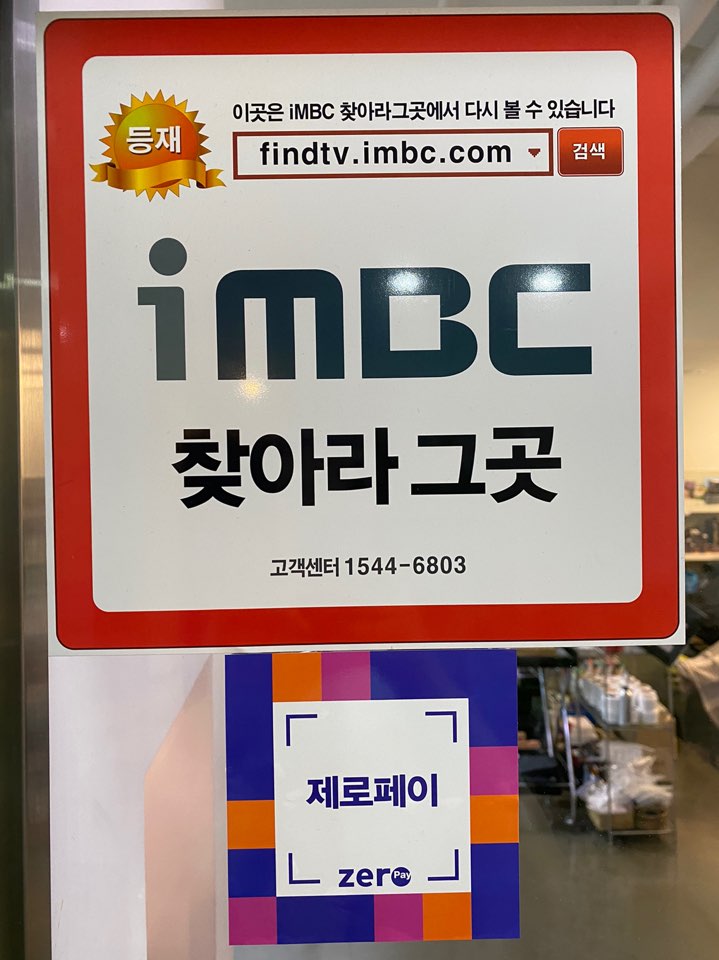 이곳은 iMBC 찾아라그곳에서 다시 볼 수 있습니다
등재
findtv.imbc.com 검색
iMBC
찾아라 그곳
고객센터 1544-6803
제로페이
zero Pay